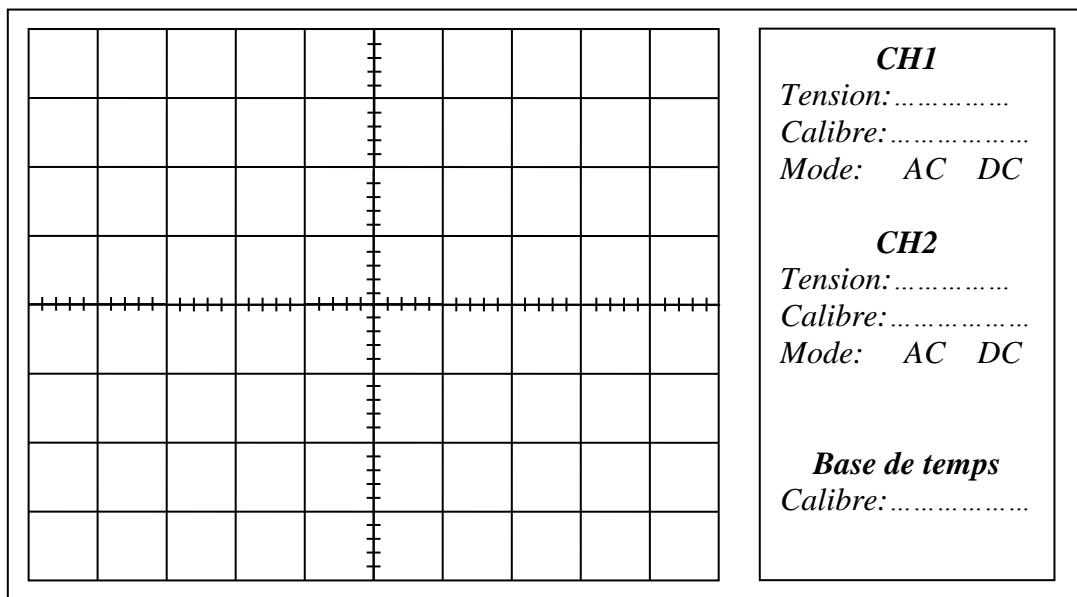 CH1
Tension:……………
Calibre:………………
Mode: AC DC
CH2
Tension:……………
Calibre:………………
Mode: AC DC
Base de temps
Calibre:………………